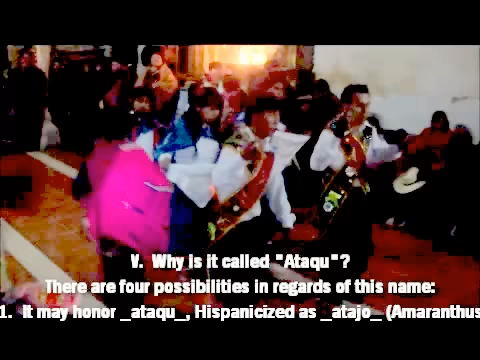 V. Why is it called "Ataqu"?
There are four possibilities in regards of this name:
1. It may honor _ataqu_, Hispanicized as _atajo_ (Amaranthus